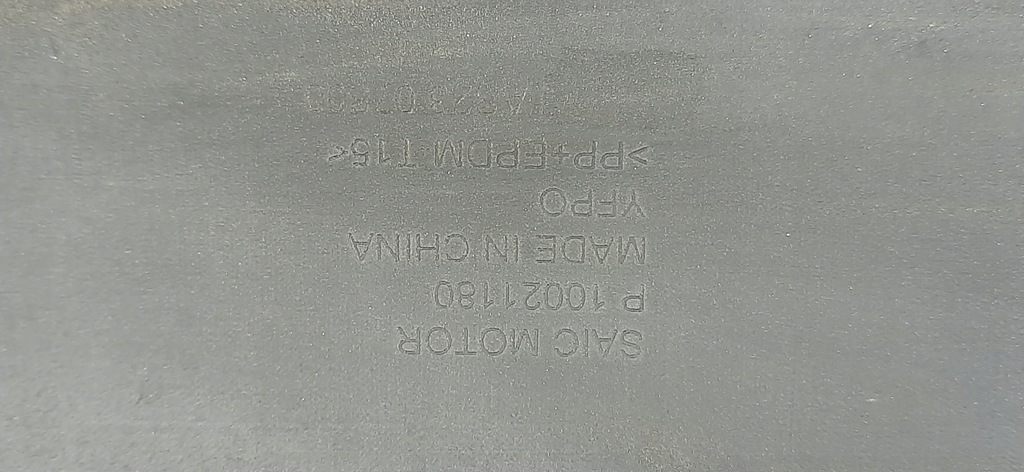 SAIC MOTOR
P 10021180
MADE IN CHINA
YFPO
>PP+EPDM T15<